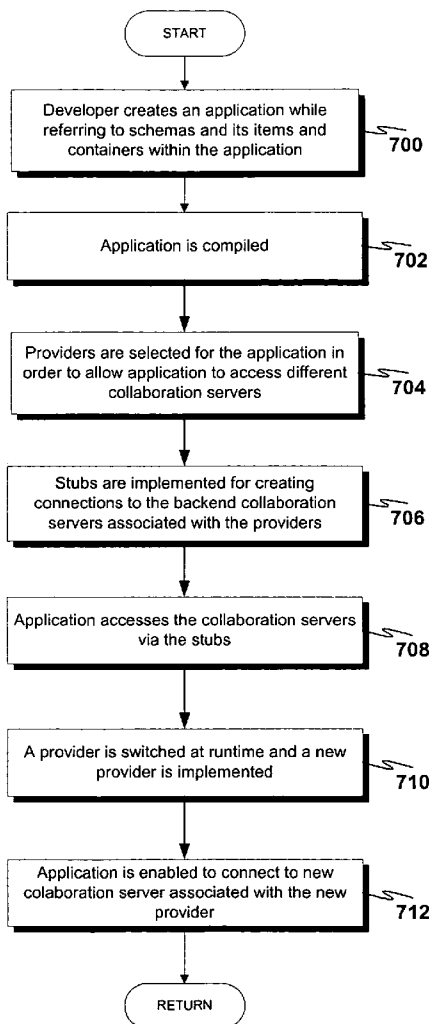 START
Developer creates an application while
referring to schemas and its items and
containers within the application
700
Application is compiled
702
Providers are selected for the application in
order to allow application to access different
collaboration servers
704
Stubs are implemented for creating
connections to the backend collaboration
servers associated with the providers
706
Application accesses the collaboration servers
via the stubs
708
A provider is switched at runtime and a new
provider is implemented
710
Application is enabled to connect to new
colaboration server associated with the new
provider
712
RETURN